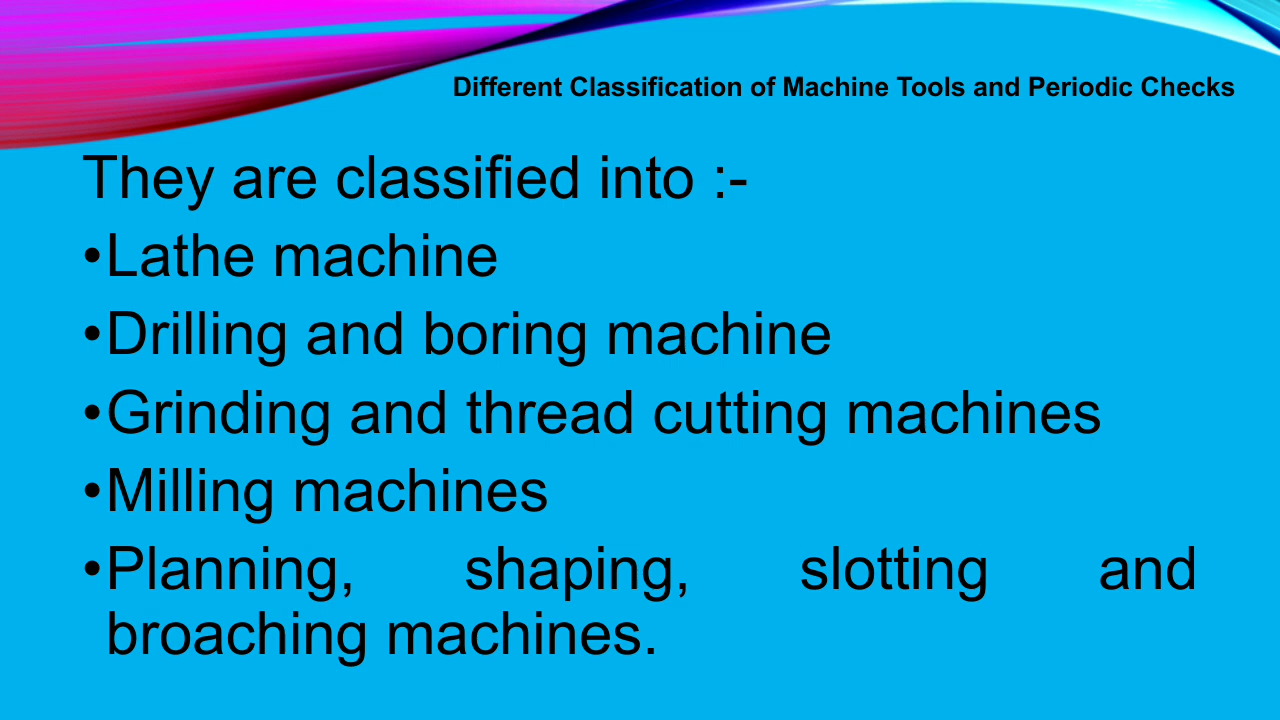 Different Classification of Machine Tools and Periodic Checks
They are classified into :-
•Lathe machine
•Drilling and boring machine
•Grinding and thread cutting machines
•Milling machines
•Planning, shaping, slotting and
broaching machines.